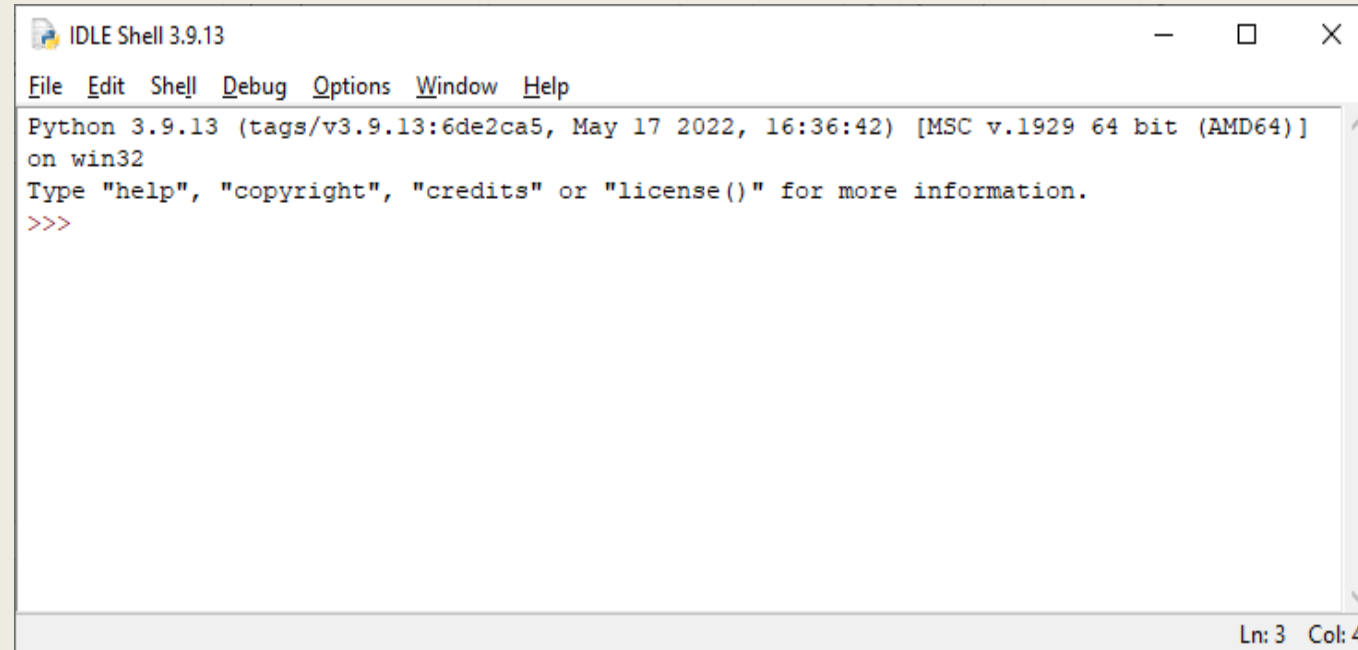 IDLE Shell 3.9.13
File Edit Shell Debug Options Window Help
Python 3.9.13 (tags/v3.9.13:6de2ca5, May 17 2022, 16:36:42) [MSC v.1929 64 bit (AMD64)]
on win32
Type "help", "copyright", "credits" or "license()" for more information.
>>>
Ln: 3 Col: 4